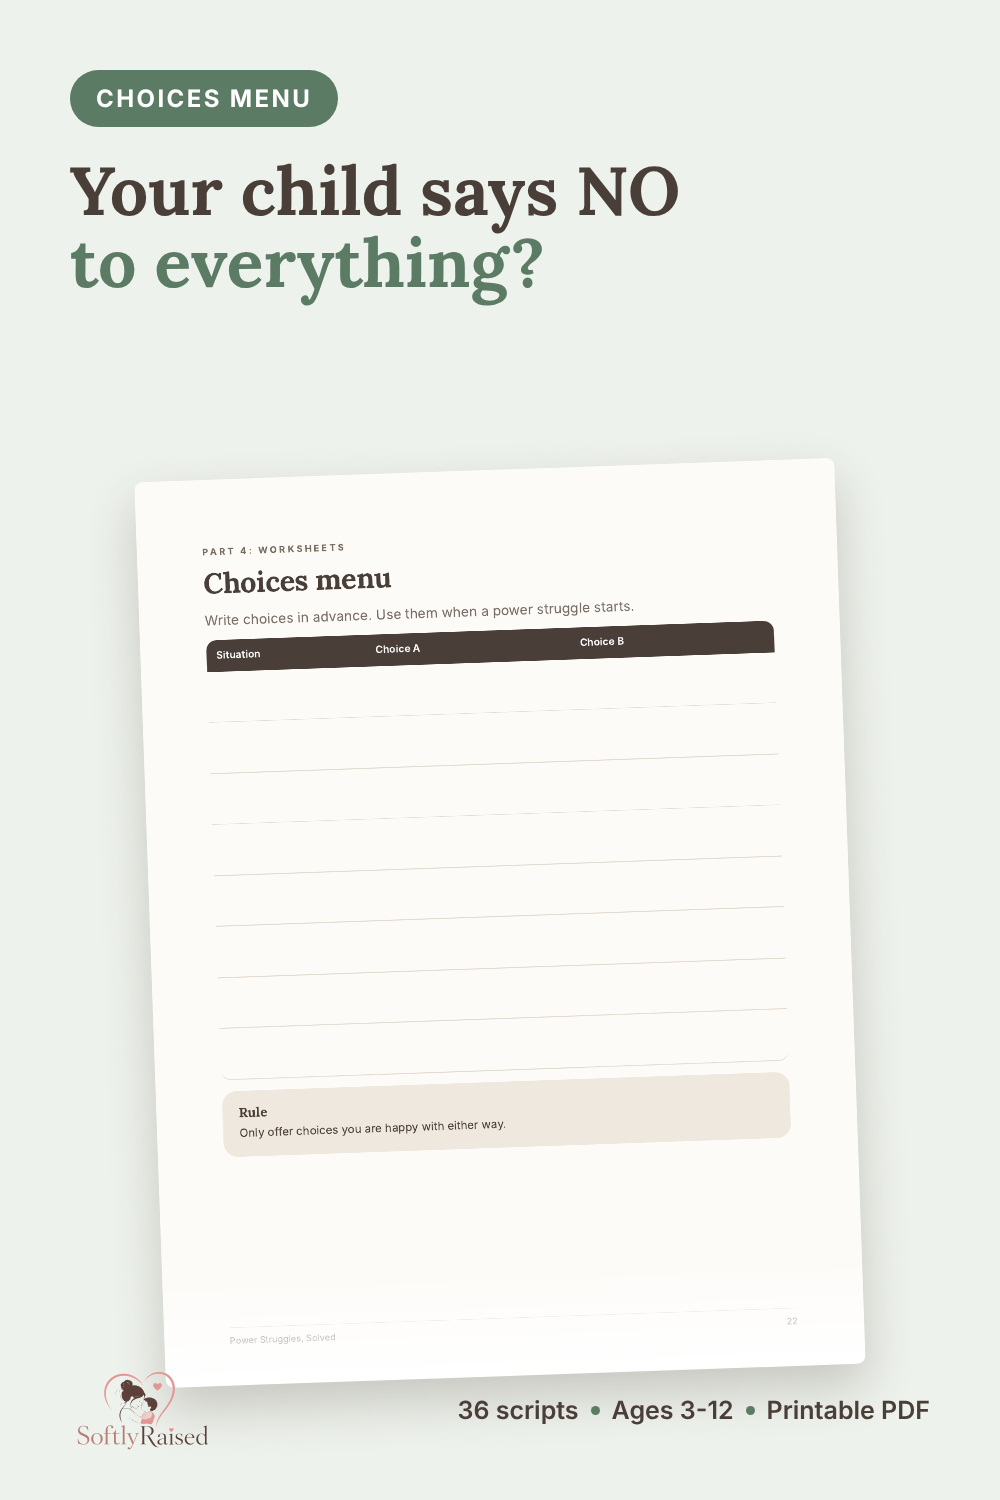 CHOICES MENU
Your child says NO
to everything?
PART 4: WORKSHEETS
Choices menu
Write choices in advance. Use them when a power struggle starts.
Situation Choice A Choice B
Rule
Only offer choices you are happy with either way.
Power Struggles, Solved 22
SoftlyRaised
36 scripts • Ages 3-12 • Printable PDF